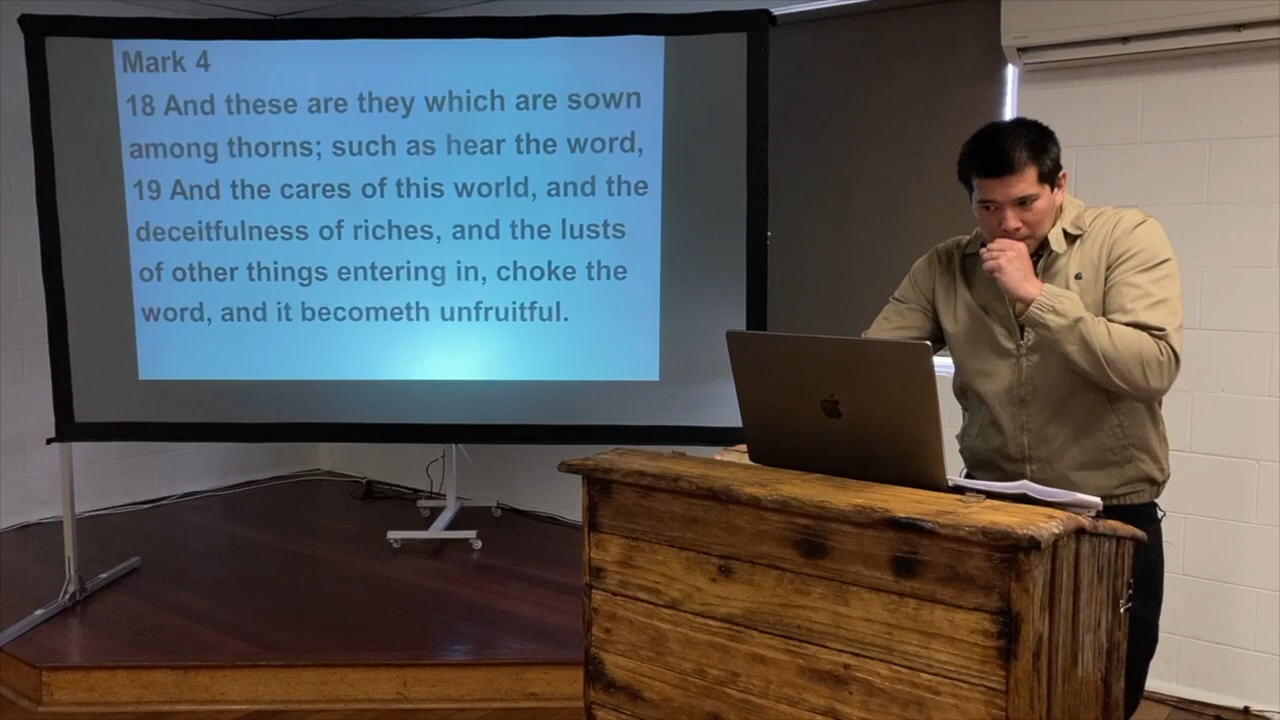 Mark 4
18 And these are they which are sown
among thorns; such as hear the word,
19 And the cares of this world, and the
deceitfulness of riches, and the lusts
of other things entering in, choke the
word, and it becometh unfruitful.